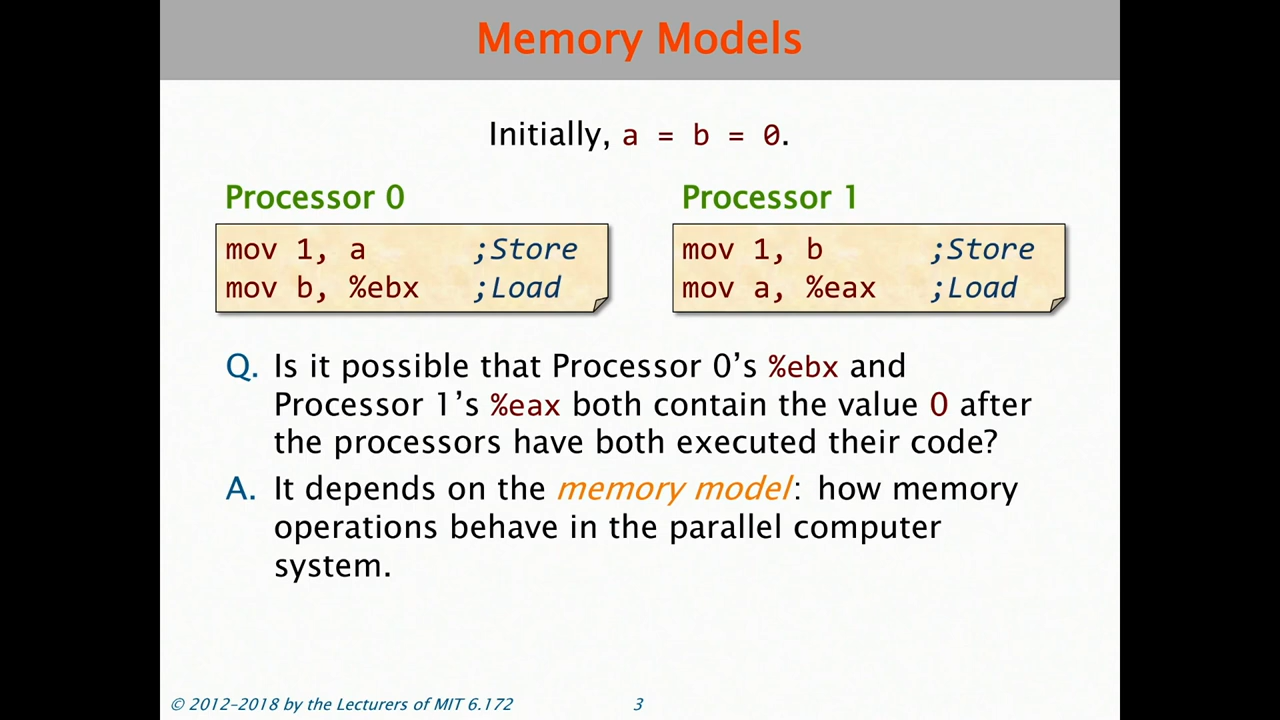 Memory Models
Initially, a = b = 0.
Processor 0
mov 1, a ;Store
mov b, %ebx ;Load
Processor 1
mov 1, b ;Store
mov a, %eax ;Load
Q. Is it possible that Processor 0’s %ebx and
Processor 1’s %eax both contain the value 0 after
the processors have both executed their code?
A. It depends on the memory model: how memory
operations behave in the parallel computer
system.
© 2012–2018 by the Lecturers of MIT 6.172
3